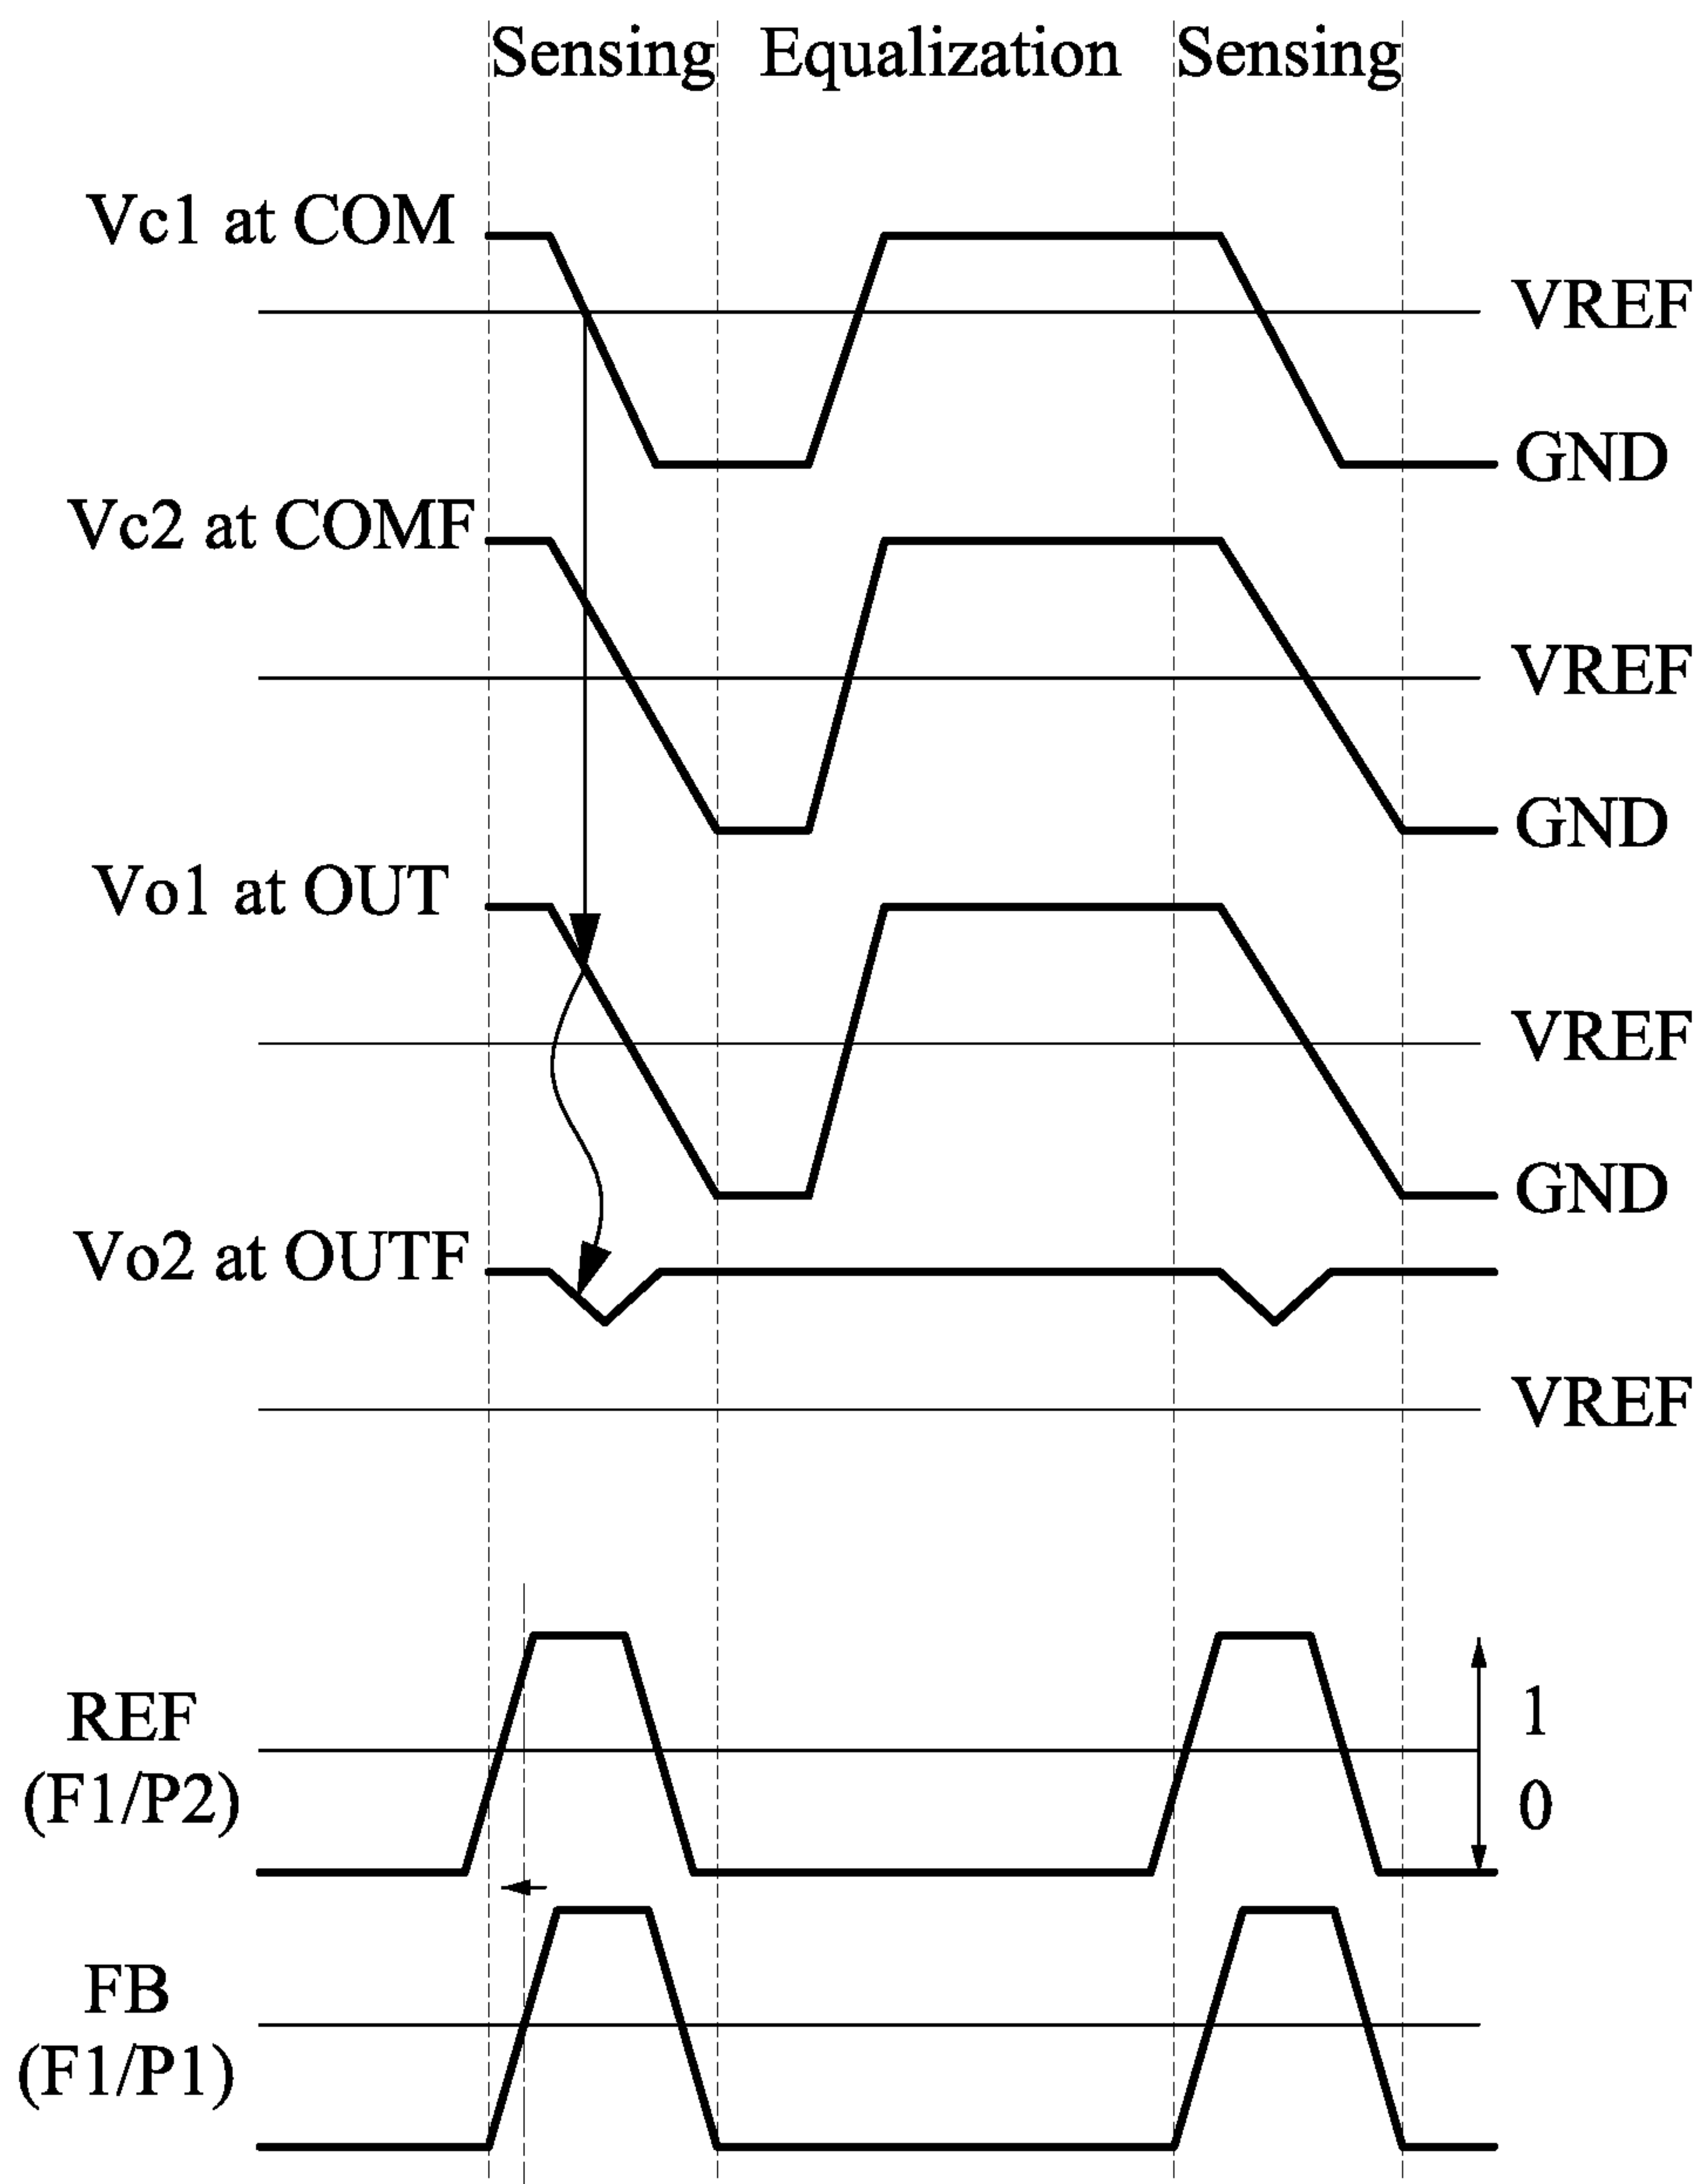 Sensing Equalization Sensing
Vc1 at COM
VREF
GND
Vc2 at COMF
VREF
GND
Vo1 at OUT
VREF
GND
Vo2 at OUTF
VREF
REF
(F1/P2)
1
0
FB
(F1/P1)